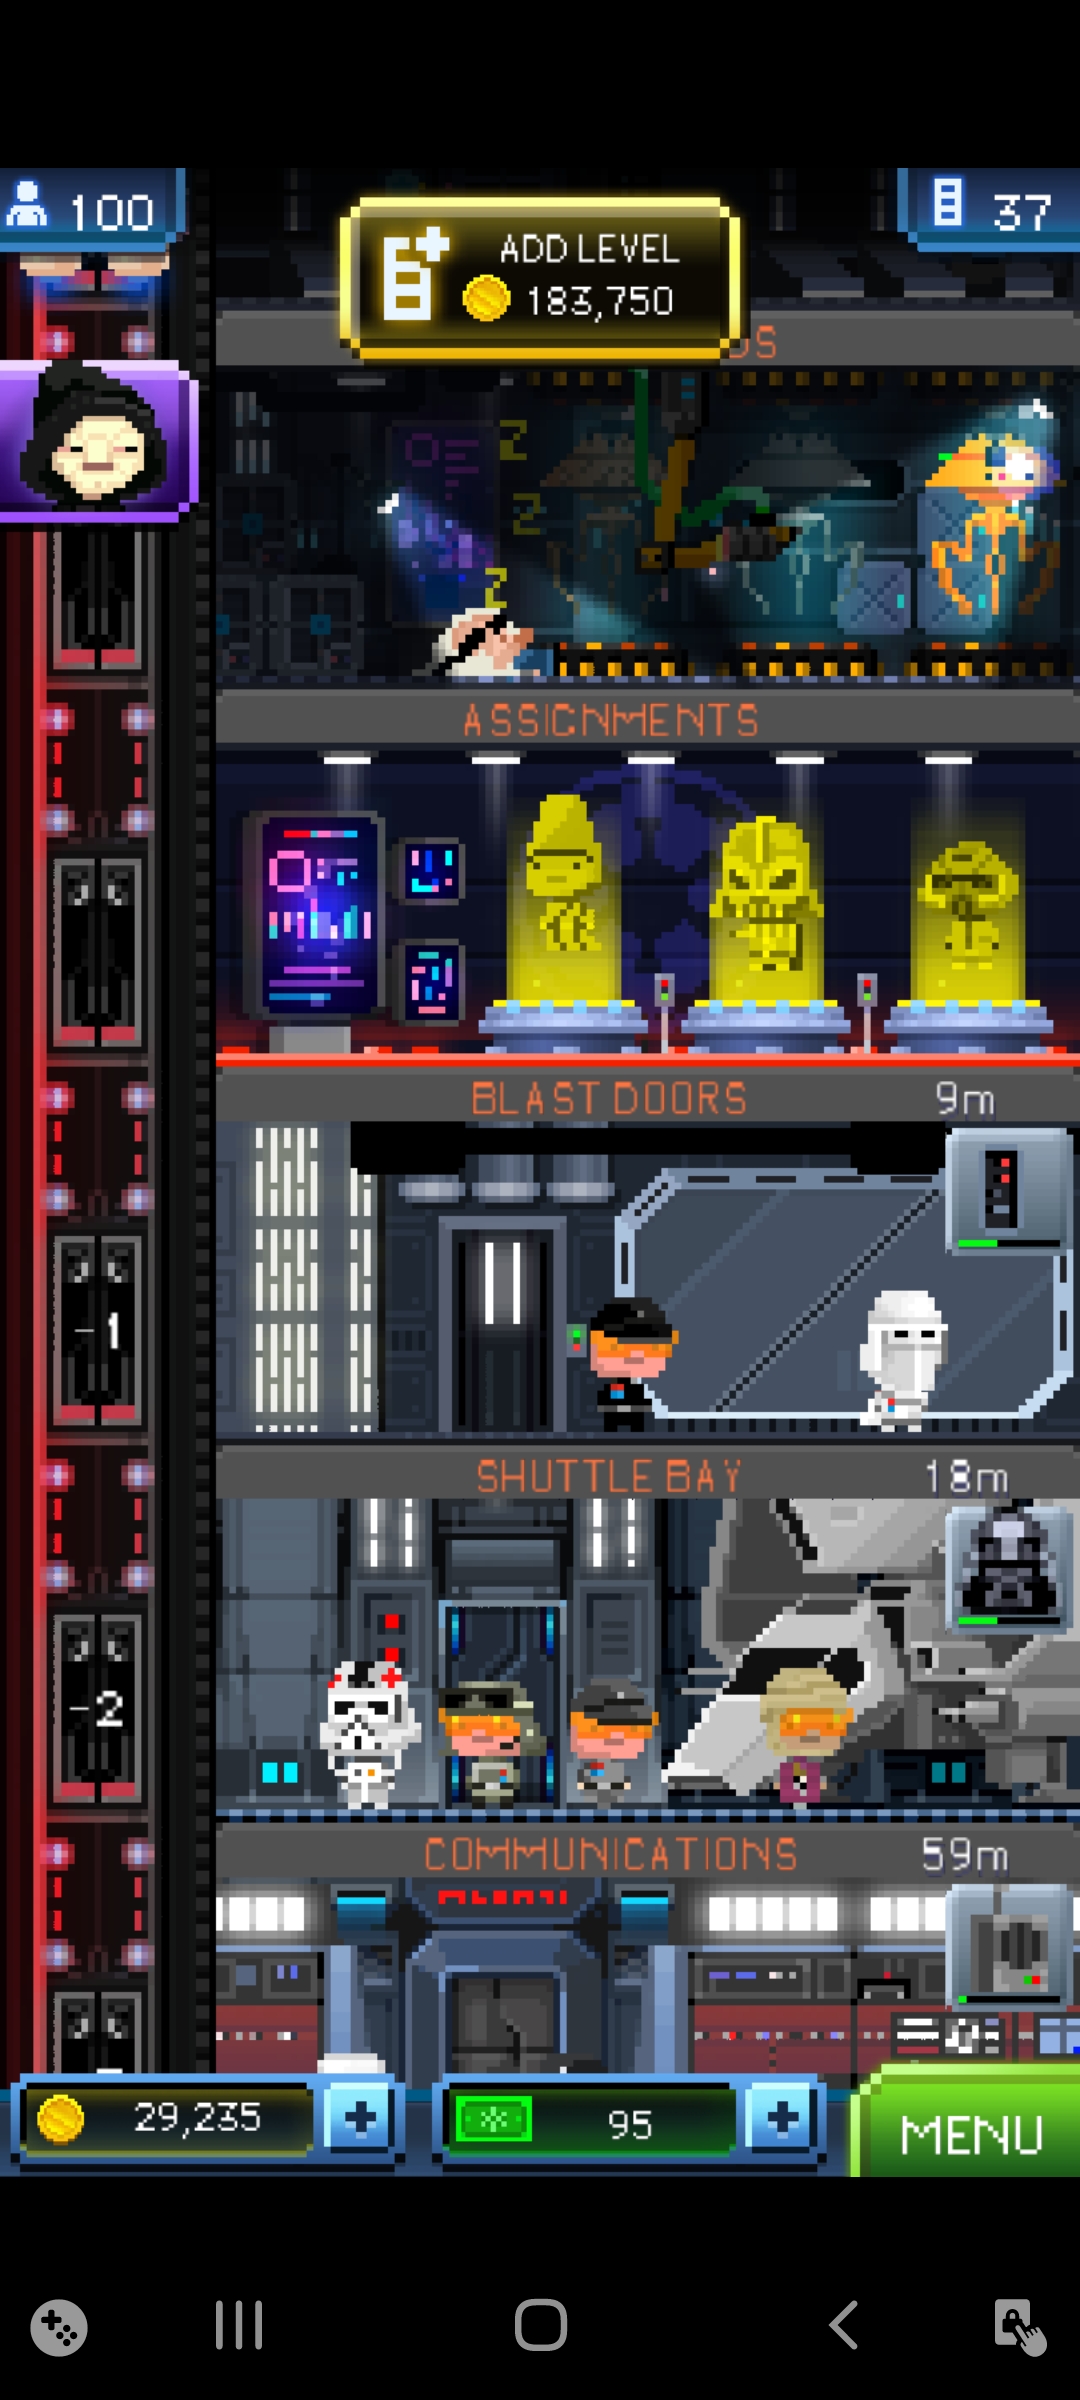 100
ADD LEVEL
183,750
37
DS
Z
Z
Z
ASSIGNMENTS
BLAST DOORS 9m
-1
SHUTTLE BAY 18m
-2
COMMUNICATIONS 59m
29,235 +
95 +
MENU